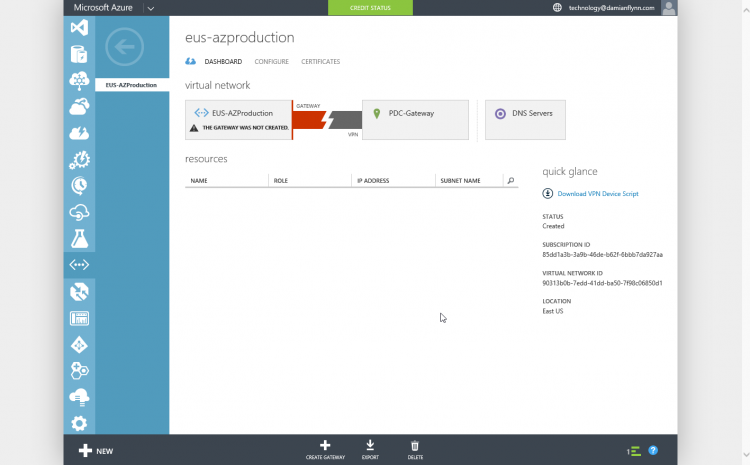 Microsoft Azure
CREDIT STATUS
technology@damianflynn.com
EUS-AZProduction
eus-azproduction
DASHBOARD
CONFIGURE
CERTIFICATES
virtual network
EUS-AZProduction
THE GATEWAY WAS NOT CREATED.
GATEWAY
VPN
PDC-Gateway
DNS Servers
resources
NAME
ROLE
IP ADDRESS
SUBNET NAME
quick glance
Download VPN Device Script
STATUS
Created
SUBSCRIPTION ID
85dd1a3b-3a9b-46de-b62f-6bbb7da927aa
VIRTUAL NETWORK ID
90313b0b-7edd-41dd-ba50-7f98c06850d1
LOCATION
East US
NEW
CREATE GATEWAY
EXPORT
DELETE
1
?